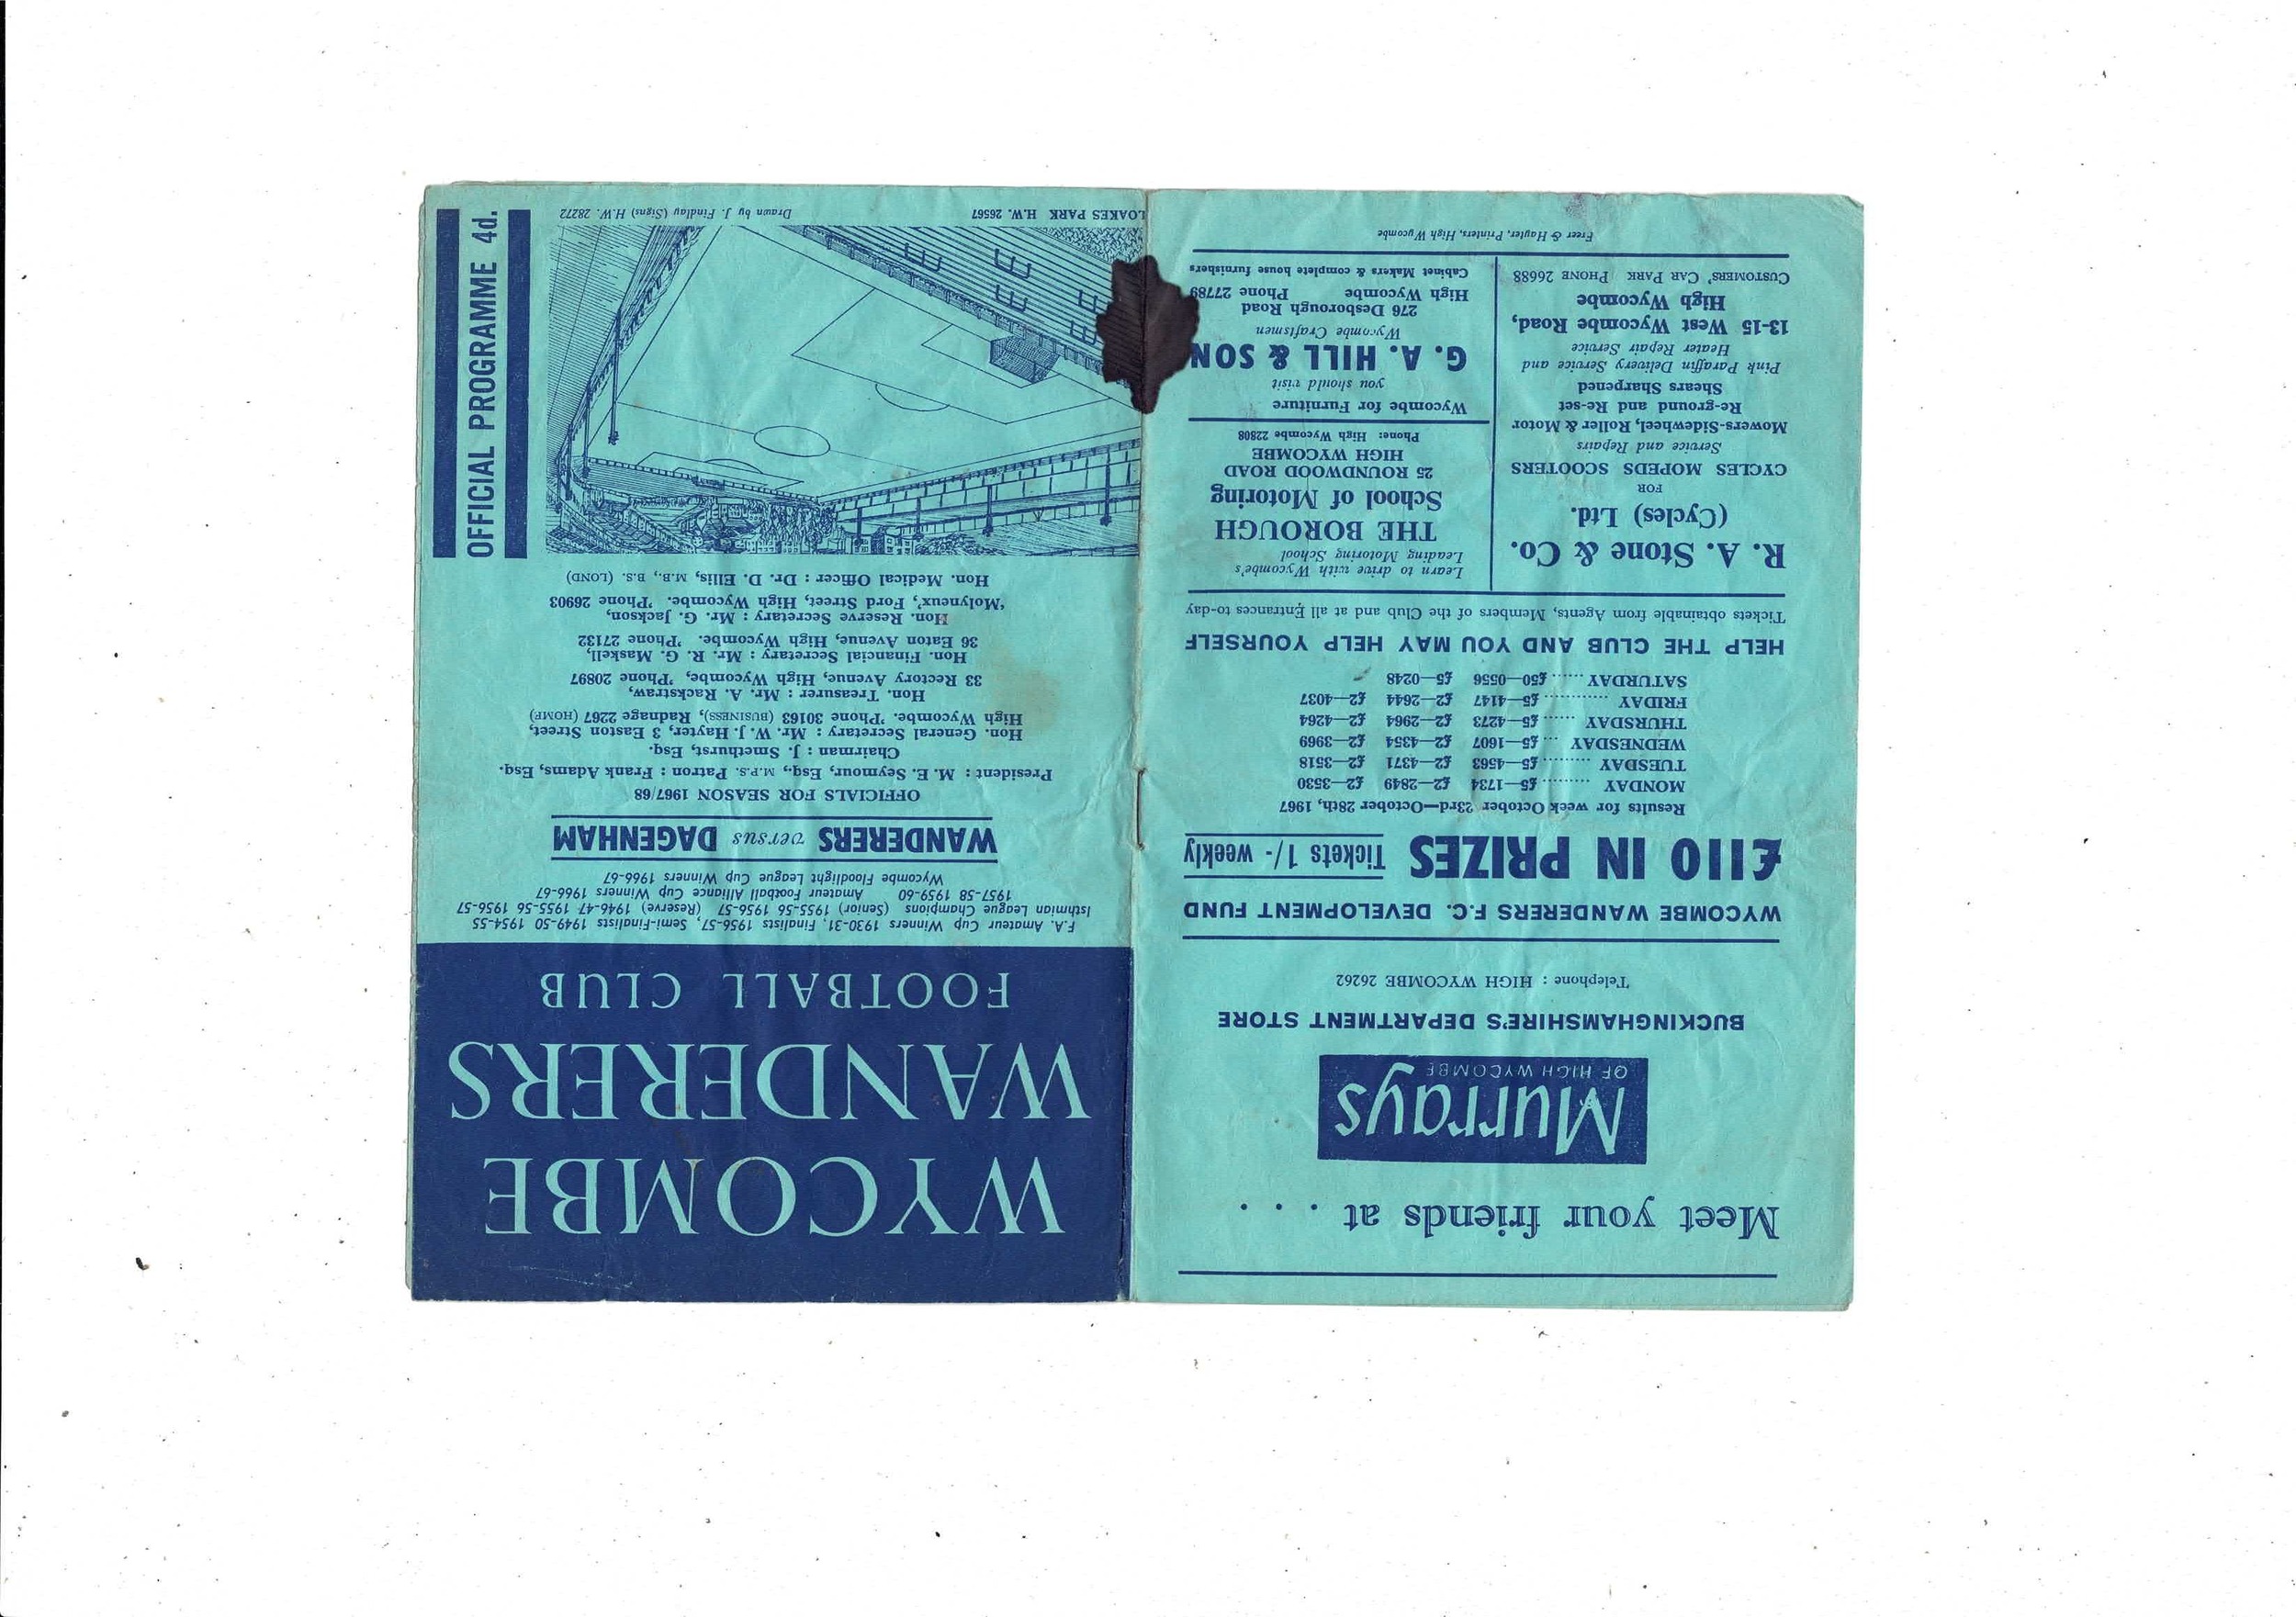 WYCOMBE
WANDERERS
FOOTBALL CLUB
F.A. Amateur Cup Winners 1930-31, Finalists 1956-57, Semi-Finalists 1949-50 1954-55
Isthmian League Champions (Senior) 1955-56 1956-57 (Reserve) 1946-47 1955-56 1956-57
1957-58 1959-60 Amateur Football Alliance Cup Winners 1966-67
Wycombe Floodlight League Cup Winners 1966-67
WANDERERS versus DAGENHAM
OFFICIALS FOR SEASON 1967/68
President : M. E. Seymour, Esq., M.P.S. Patron : Frank Adams, Esq.
Chairman : J. Smethurst, Esq.
Hon. General Secretary : Mr. W. J. Hayter, 3 Easton Street,
High Wycombe. 'Phone 30163 (BUSINESS), Radnage 2267 (HOME)
Hon. Treasurer : Mr. A. Rackstraw,
33 Rectory Avenue, High Wycombe, 'Phone 20897
Hon. Financial Secretary : Mr. R. G. Maskell,
36 Eaton Avenue, High Wycombe. 'Phone 27132
Hon. Reserve Secretary : Mr. G. Jackson,
'Molyneux', Ford Street, High Wycombe. 'Phone 26903
Hon. Medical Officer : Dr. D. Ellis, M.B., B.S. (LOND)
OFFICIAL PROGRAMME 4d.
LOAKES PARK H.W. 26567
Drawn by J. Findlay (Signs) H.W. 28272
Meet your friends at . . .
Murrays
OF HIGH WYCOMBE
BUCKINGHAMSHIRE'S DEPARTMENT STORE
Telephone : HIGH WYCOMBE 26262
WYCOMBE WANDERERS F.C. DEVELOPMENT FUND
£110 IN PRIZES Tickets 1/- weekly
Results for week October 23rd—October 28th, 1967
MONDAY ......... £5—1734 £2—2849 £2—3530
TUESDAY ......... £5—4563 £2—4371 £2—3518
WEDNESDAY ... £5—1607 £2—4354 £2—3969
THURSDAY ...... £5—4273 £2—2964 £2—4264
FRIDAY ............ £5—4147 £2—2644 £2—4037
SATURDAY ...... £50—0556 £5—0248
HELP THE CLUB AND YOU MAY HELP YOURSELF
Tickets obtainable from Agents, Members of the Club and at all Entrances to-day
R. A. Stone & Co.
(Cycles) Ltd.
FOR
CYCLES MOPEDS SCOOTERS
Service and Repairs
Mowers-Sidewheel, Roller & Motor
Re-ground and Re-set
Shears Sharpened
Pink Paraffin Delivery Service and
Heater Repair Service
13-15 West Wycombe Road,
High Wycombe
CUSTOMERS' CAR PARK PHONE 26688
Learn to drive with Wycombe's
Leading Motoring School
THE BOROUGH
School of Motoring
25 ROUNDWOOD ROAD
HIGH WYCOMBE
Phone: High Wycombe 22808
Wycombe for Furniture
you should visit
G. A. HILL & SON
Wycombe Craftsmen
276 Desborough Road
High Wycombe Phone 27789
Cabinet Makers & complete house furnishers
Freer & Hayter, Printers, High Wycombe